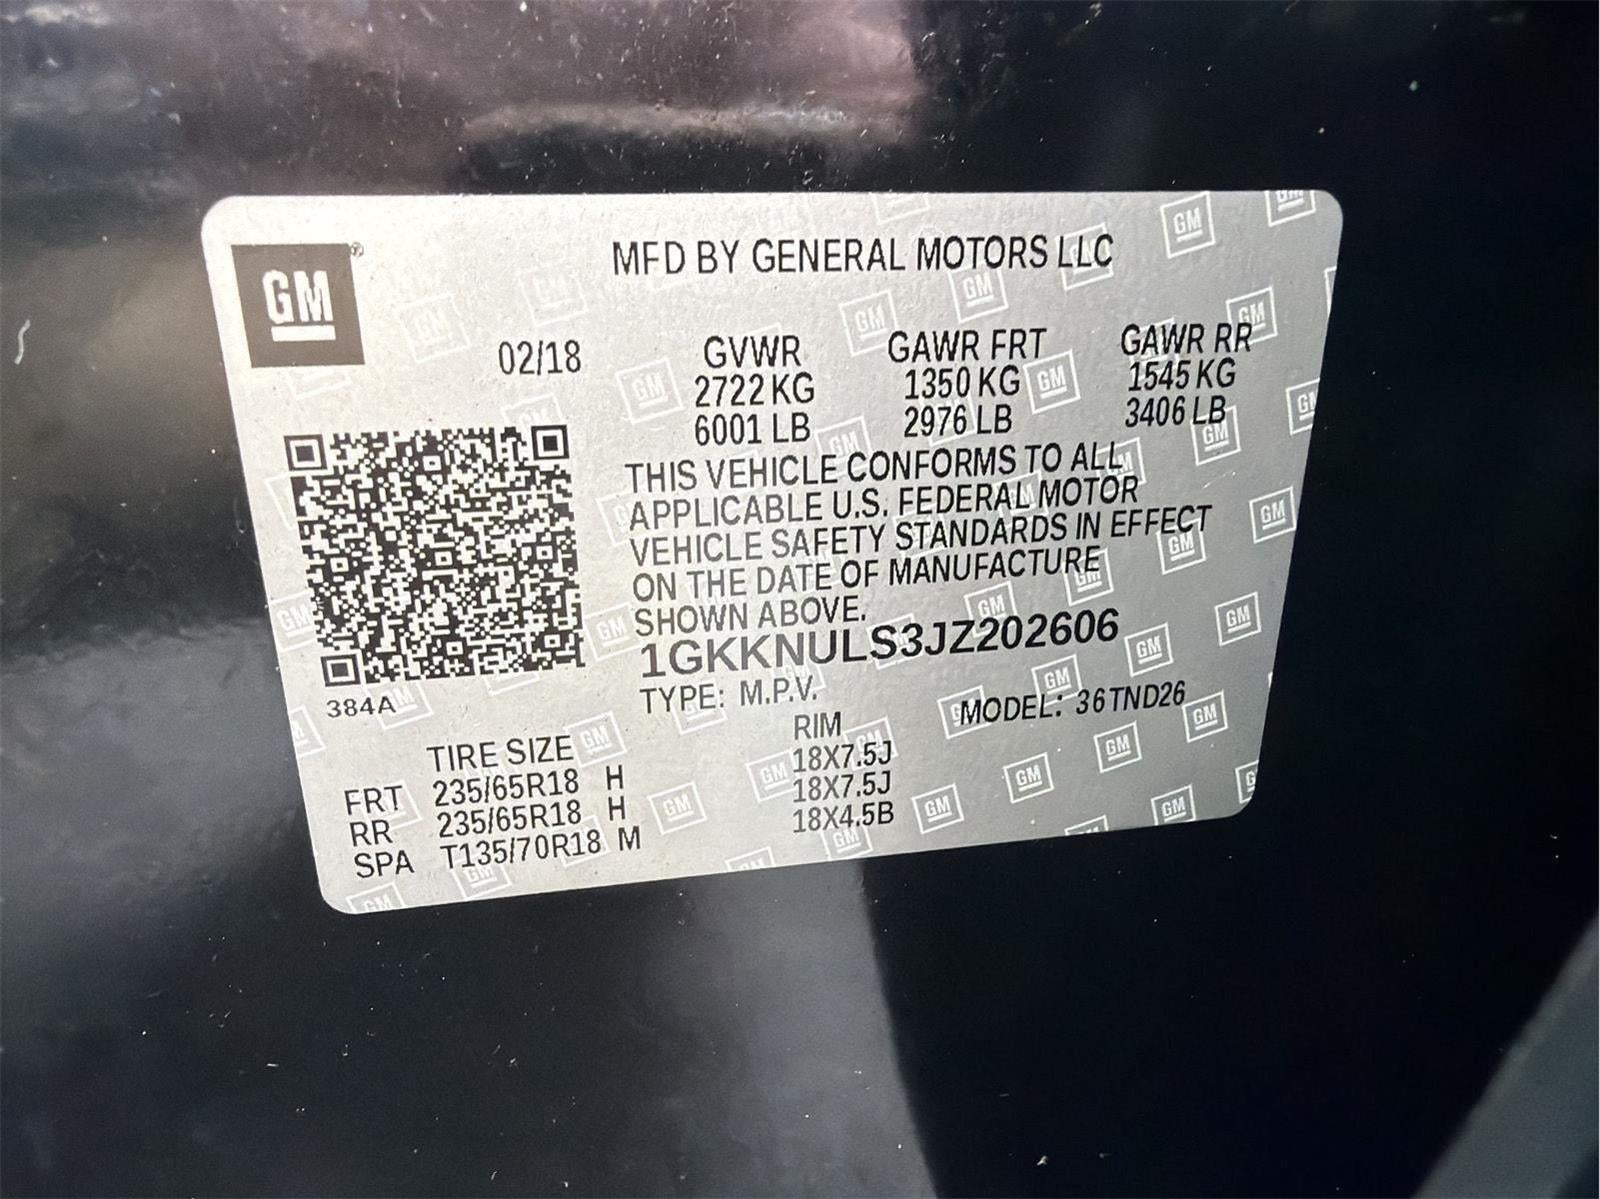 GM ®
MFD BY GENERAL MOTORS LLC
02/18 GVWR GAWR FRT GAWR RR
2722 KG 1350 KG 1545 KG
6001 LB 2976 LB 3406 LB
THIS VEHICLE CONFORMS TO ALL
APPLICABLE U.S. FEDERAL MOTOR
VEHICLE SAFETY STANDARDS IN EFFECT
ON THE DATE OF MANUFACTURE
SHOWN ABOVE.
1GKKNULS3JZ202606
384A
TYPE: M.P.V. MODEL: 36TND26
TIRE SIZE RIM
FRT 235/65R18 H 18X7.5J
RR 235/65R18 H 18X7.5J
SPA T135/70R18 M 18X4.5B